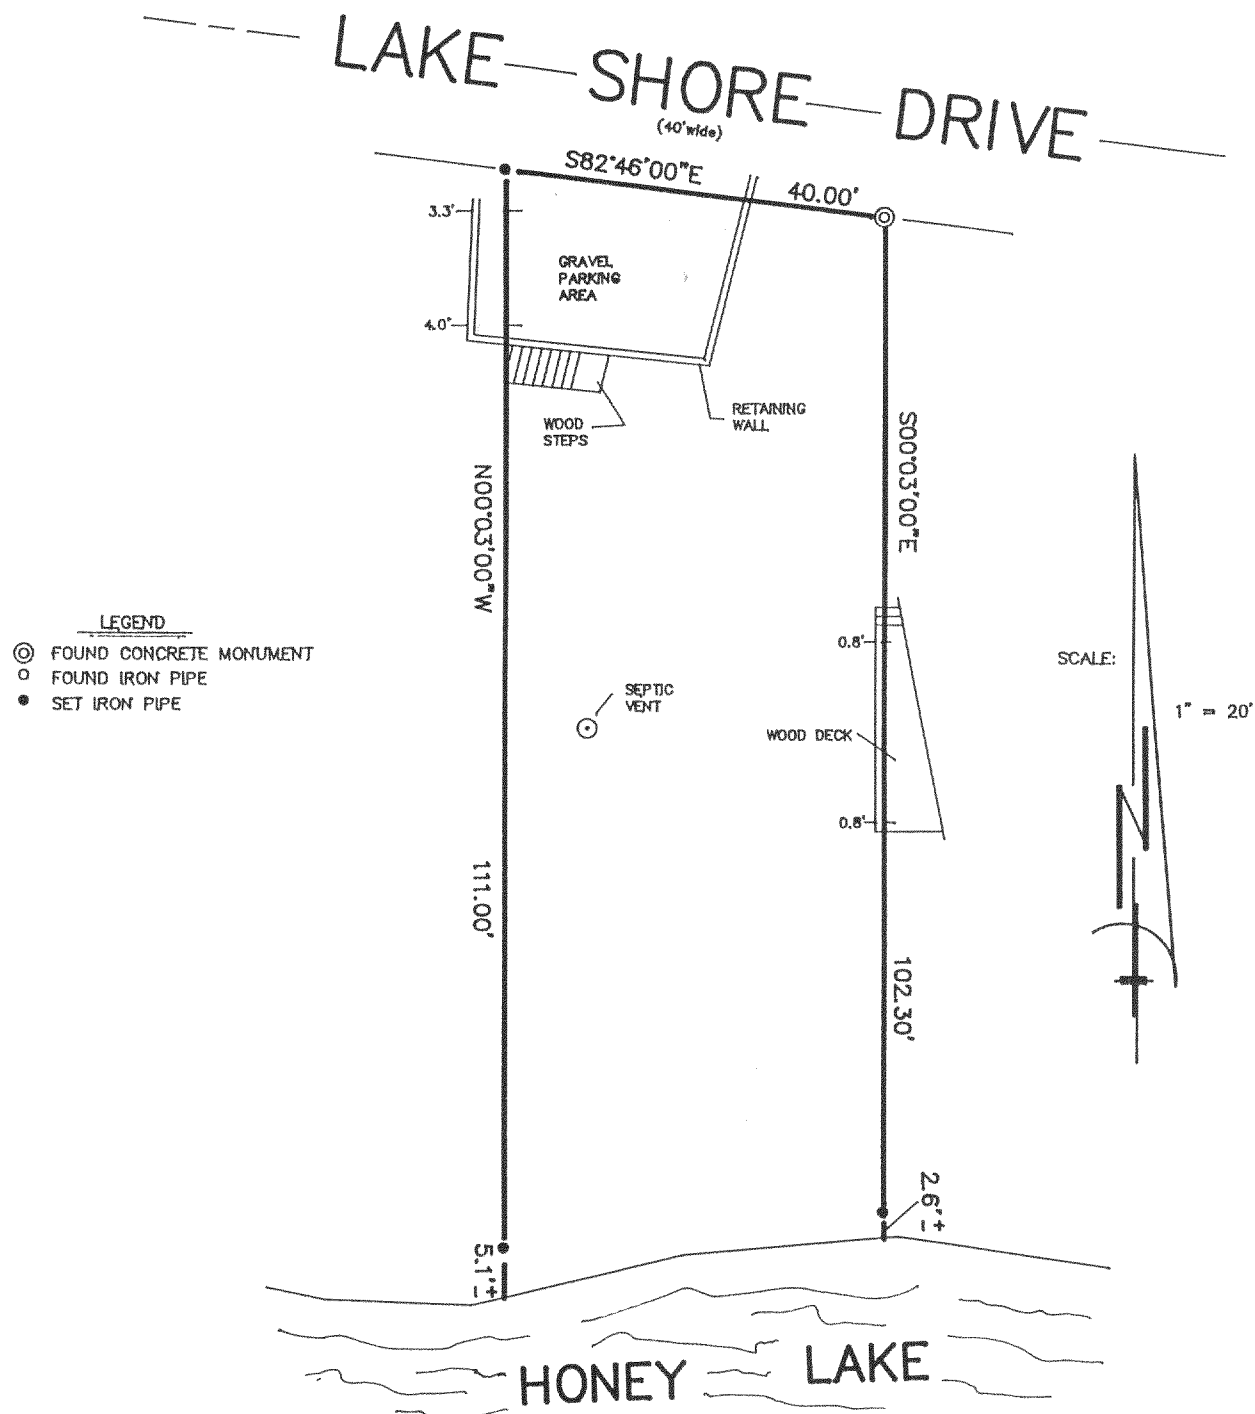 LAKE SHORE DRIVE
(40'wide)
S82°46'00"E
40.00'
3.3'
GRAVEL
PARKING
AREA
4.0'
WOOD
STEPS
RETAINING
WALL
N00°03'00"W
S00°03'00"E
LEGEND
FOUND CONCRETE MONUMENT
FOUND IRON PIPE
SET IRON PIPE
0.8'
SCALE:
1" = 20'
SEPTIC
VENT
WOOD DECK
N
0.8'
111.00'
102.30'
2.6'±
5.1'±
HONEY LAKE